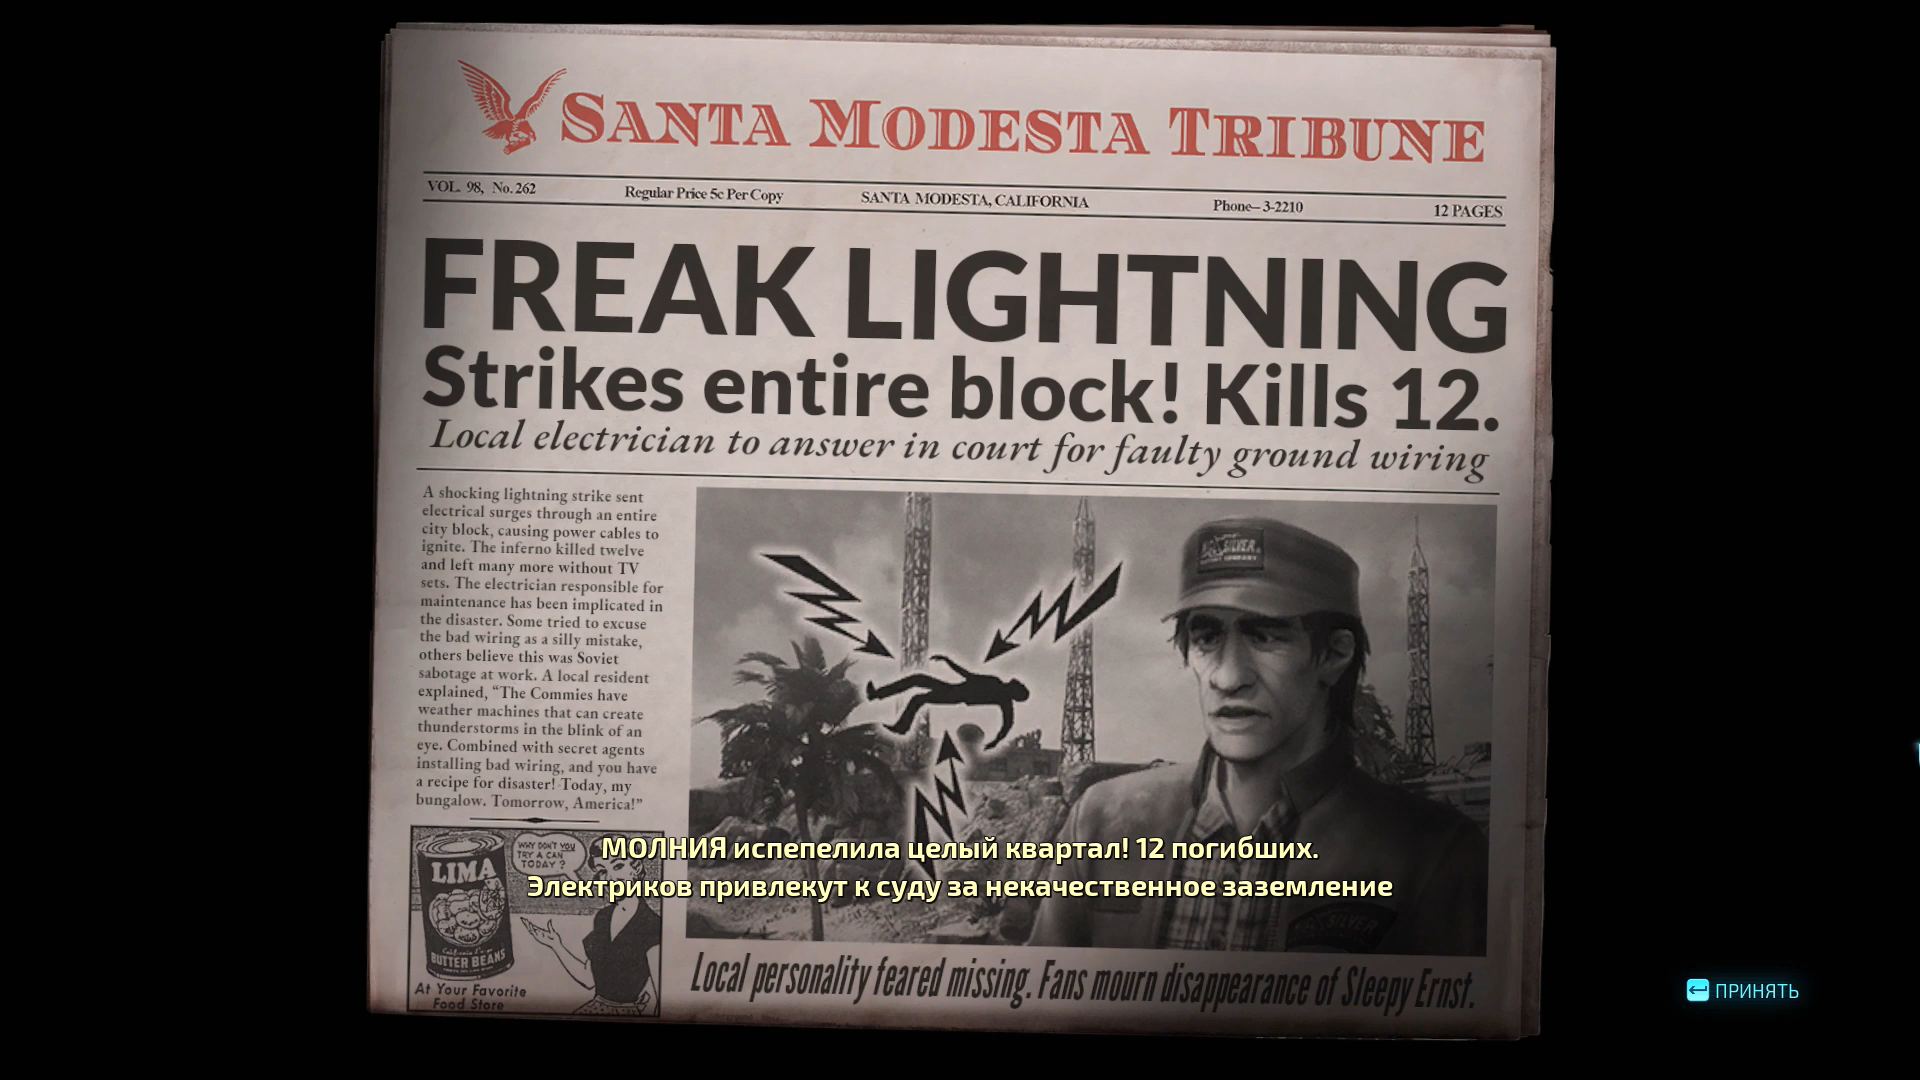 SANTA MODESTA TRIBUNE
VOL. 98, No. 262 Regular Price 5c Per Copy SANTA MODESTA, CALIFORNIA Phone–3-2210 12 PAGES
FREAK LIGHTNING
Strikes entire block! Kills 12.
Local electrician to answer in court for faulty ground wiring
A shocking lightning strike sent
electrical surges through an entire
city block, causing power cables to
ignite. The inferno killed twelve
and left many more without TV
sets. The electrician responsible for
maintenance has been implicated in
the disaster. Some tried to excuse
the bad wiring as a silly mistake,
others believe this was Soviet
sabotage at work. A local resident
explained, “The Commies have
weather machines that can create
thunderstorms in the blink of an
eye. Combined with secret agents
installing bad wiring, and you have
a recipe for disaster! Today, my
bungalow. Tomorrow, America!”
WHY DON'T YOU
TRY A CAN
TODAY?
LIMA
BUTTER BEANS
At Your Favorite
Food Store
SILVER
SILVER
МОЛНИЯ испепелила целый квартал! 12 погибших.
Электриков привлекут к суду за некачественное заземление
Local personality feared missing. Fans mourn disappearance of Sleepy Ernst.
ПРИНЯТЬ